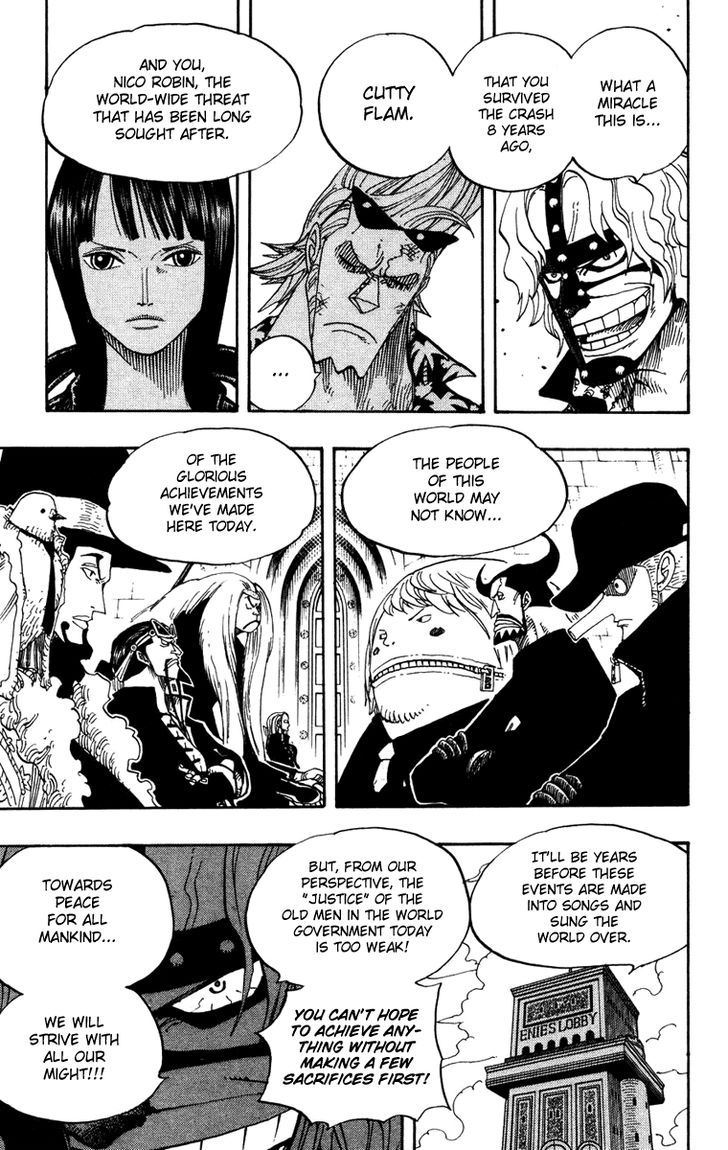 WHAT A
MIRACLE
THIS IS...
THAT YOU
SURVIVED
THE CRASH
8 YEARS
AGO,
CUTTY
FLAM.
...
AND YOU,
NICO ROBIN, THE
WORLD-WIDE THREAT
THAT HAS BEEN LONG
SOUGHT AFTER.
THE PEOPLE
OF THIS
WORLD MAY
NOT KNOW...
OF THE
GLORIOUS
ACHIEVEMENTS
WE'VE MADE
HERE TODAY.
IT'LL BE YEARS
BEFORE THESE
EVENTS ARE MADE
INTO SONGS AND
SUNG THE
WORLD OVER.
ENIES LOBBY
BUT, FROM OUR
PERSPECTIVE, THE
"JUSTICE" OF THE
OLD MEN IN THE WORLD
GOVERNMENT TODAY
IS TOO WEAK!
YOU CAN'T HOPE
TO ACHIEVE ANY-
THING WITHOUT
MAKING A FEW
SACRIFICES FIRST!
TOWARDS
PEACE
FOR ALL
MANKIND...
WE WILL
STRIVE WITH
ALL OUR
MIGHT!!!